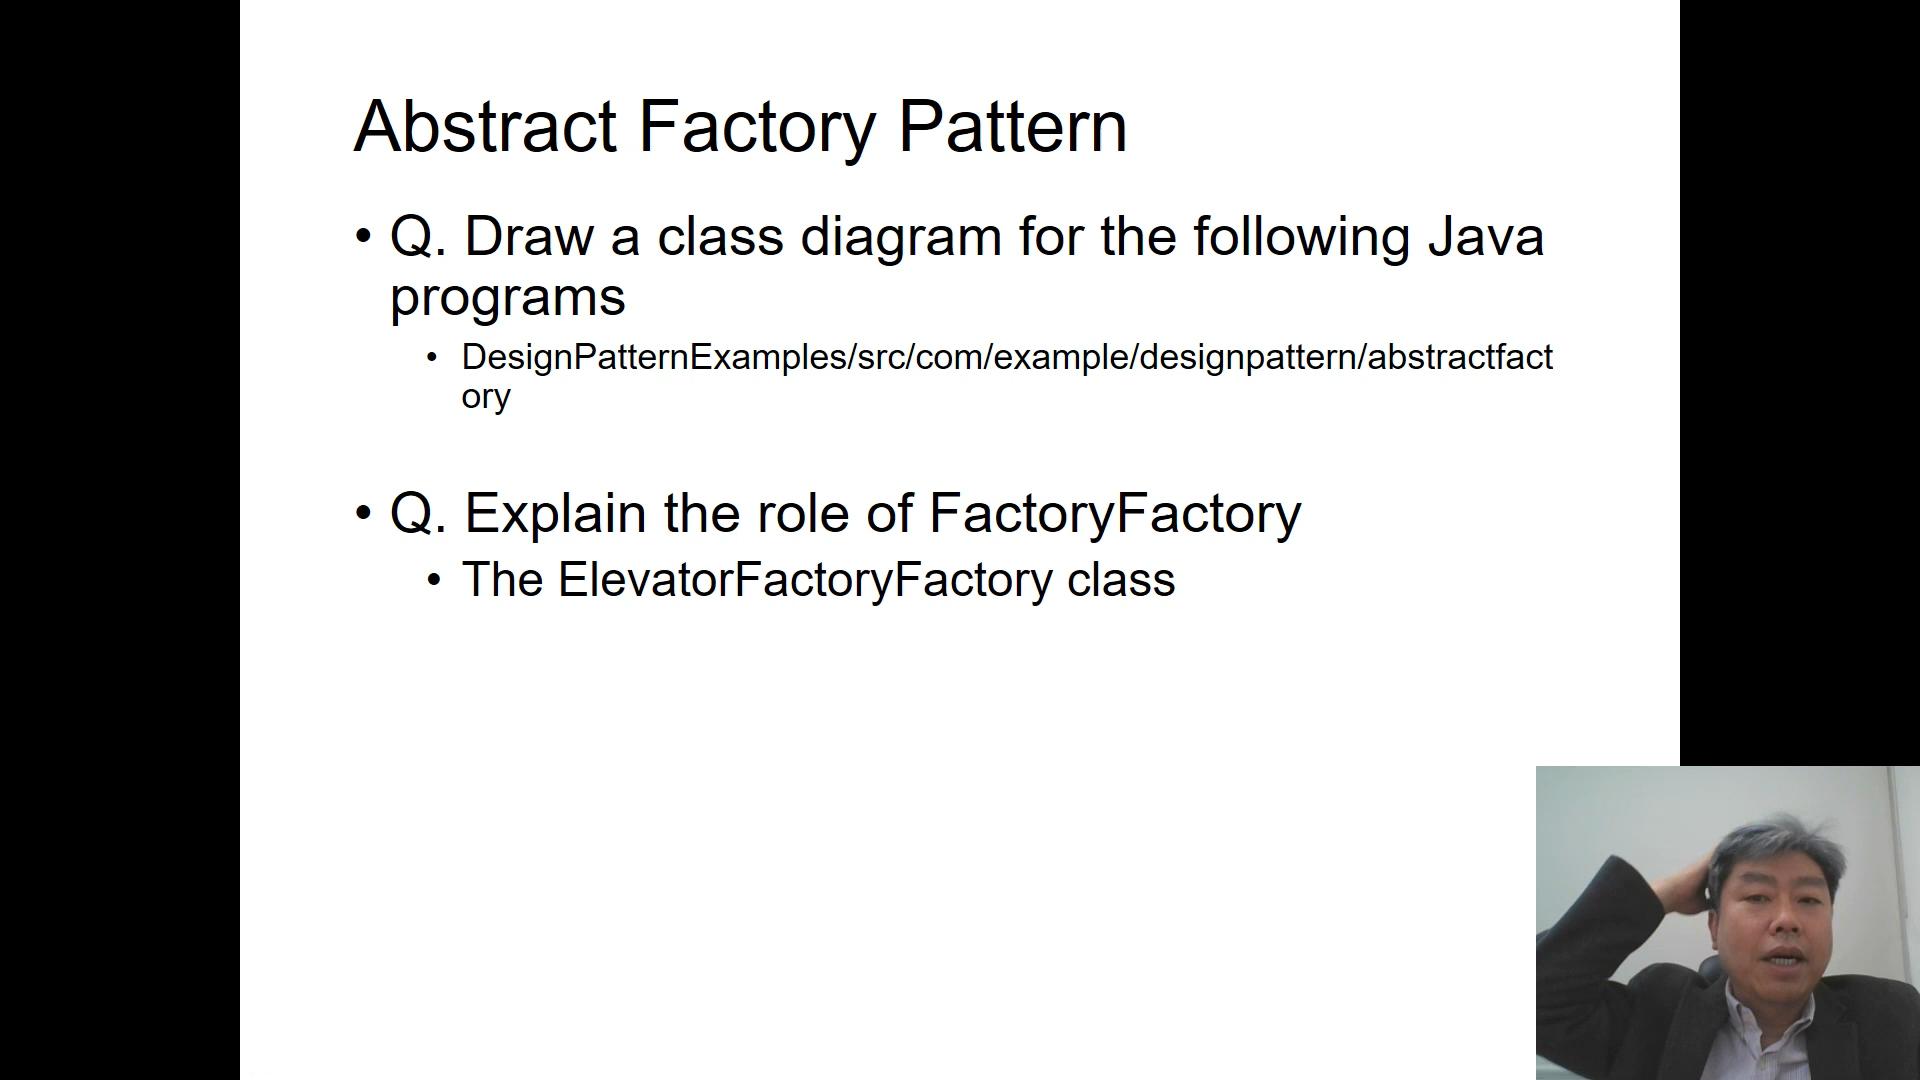 Abstract Factory Pattern
• Q. Draw a class diagram for the following Java
programs
• DesignPatternExamples/src/com/example/designpattern/abstractfact
ory
• Q. Explain the role of FactoryFactory
• The ElevatorFactoryFactory class